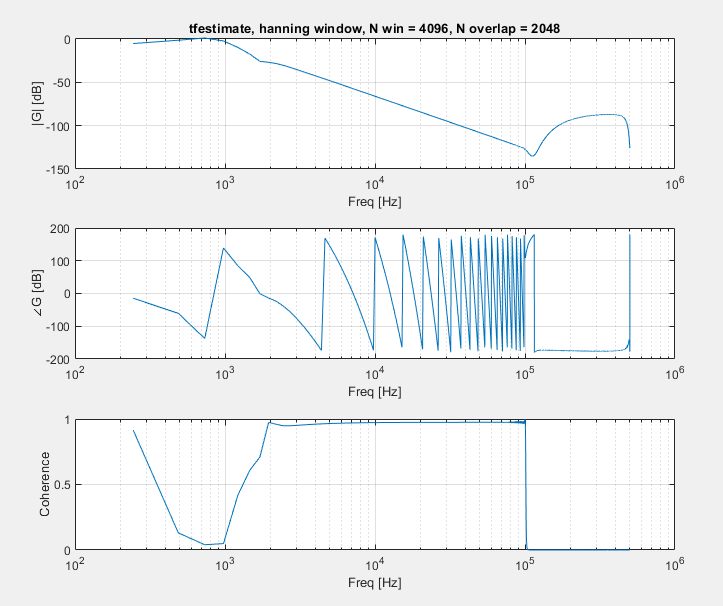 tfestimate, hanning window, N win = 4096, N overlap = 2048
0
-50
-100
-150
|G| [dB]
10^2 10^3 10^4 10^5 10^6
Freq [Hz]
200
100
0
-100
-200
∠G [dB]
10^2 10^3 10^4 10^5 10^6
Freq [Hz]
1
0.5
0
Coherence
10^2 10^3 10^4 10^5 10^6
Freq [Hz]